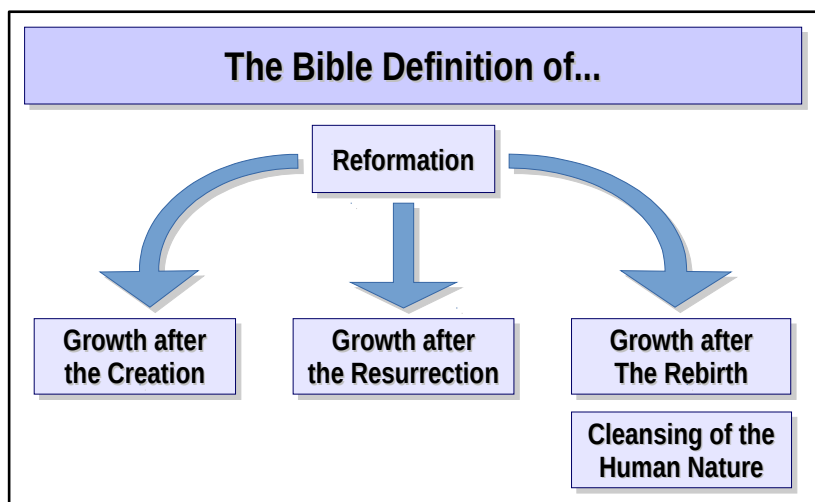 The Bible Definition of...
Reformation
Growth after
the Creation
Growth after
the Resurrection
Growth after
The Rebirth
Cleansing of the
Human Nature